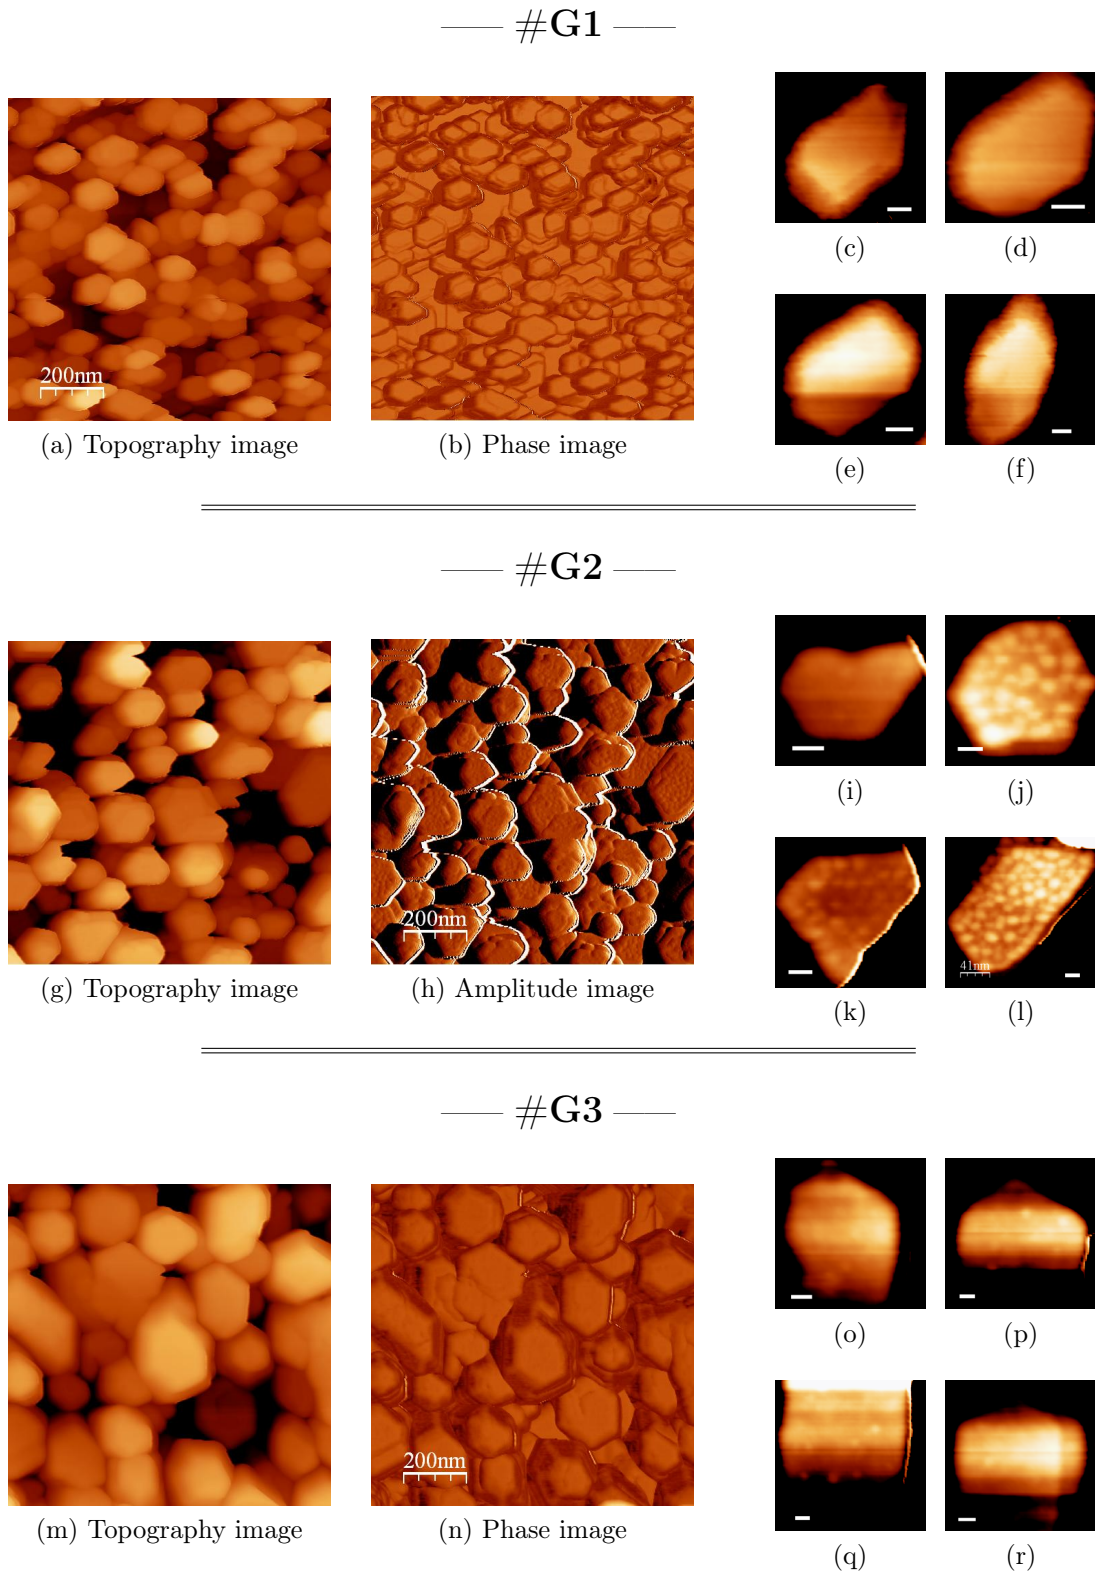 #G1
200nm
(a) Topography image
(b) Phase image
(c)
(d)
(e)
(f)
#G2
200nm
(g) Topography image
(h) Amplitude image
(i)
(j)
41nm
(k)
(l)
#G3
200nm
(m) Topography image
(n) Phase image
(o)
(p)
(q)
(r)